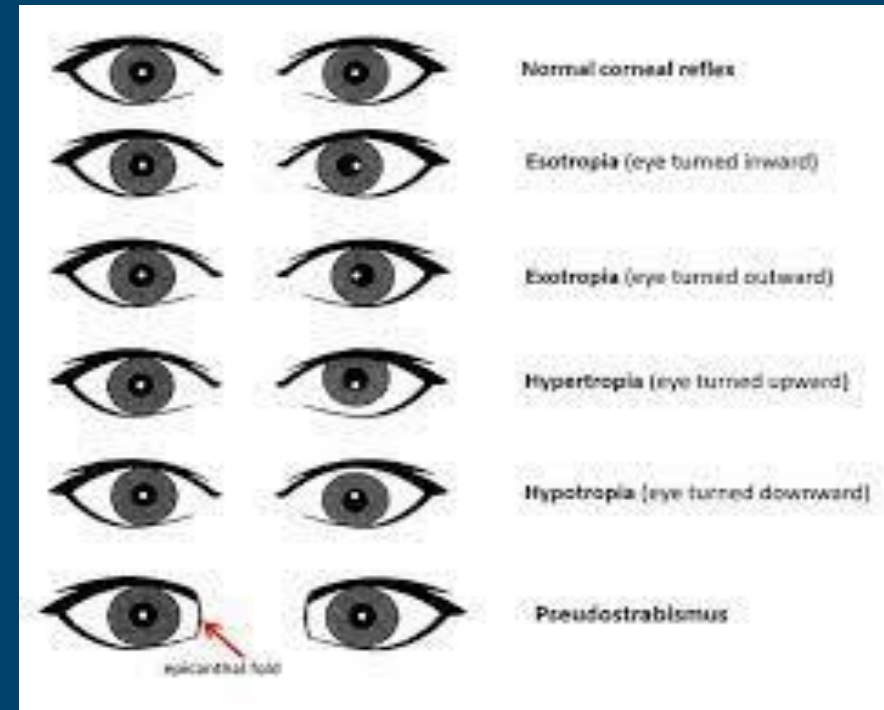 Normal corneal reflex
Esotropia (eye turned inward)
Exotropia (eye turned outward)
Hypertropia (eye turned upward)
Hypotropia (eye turned downward)
Pseudostrabismus
epicanthal fold